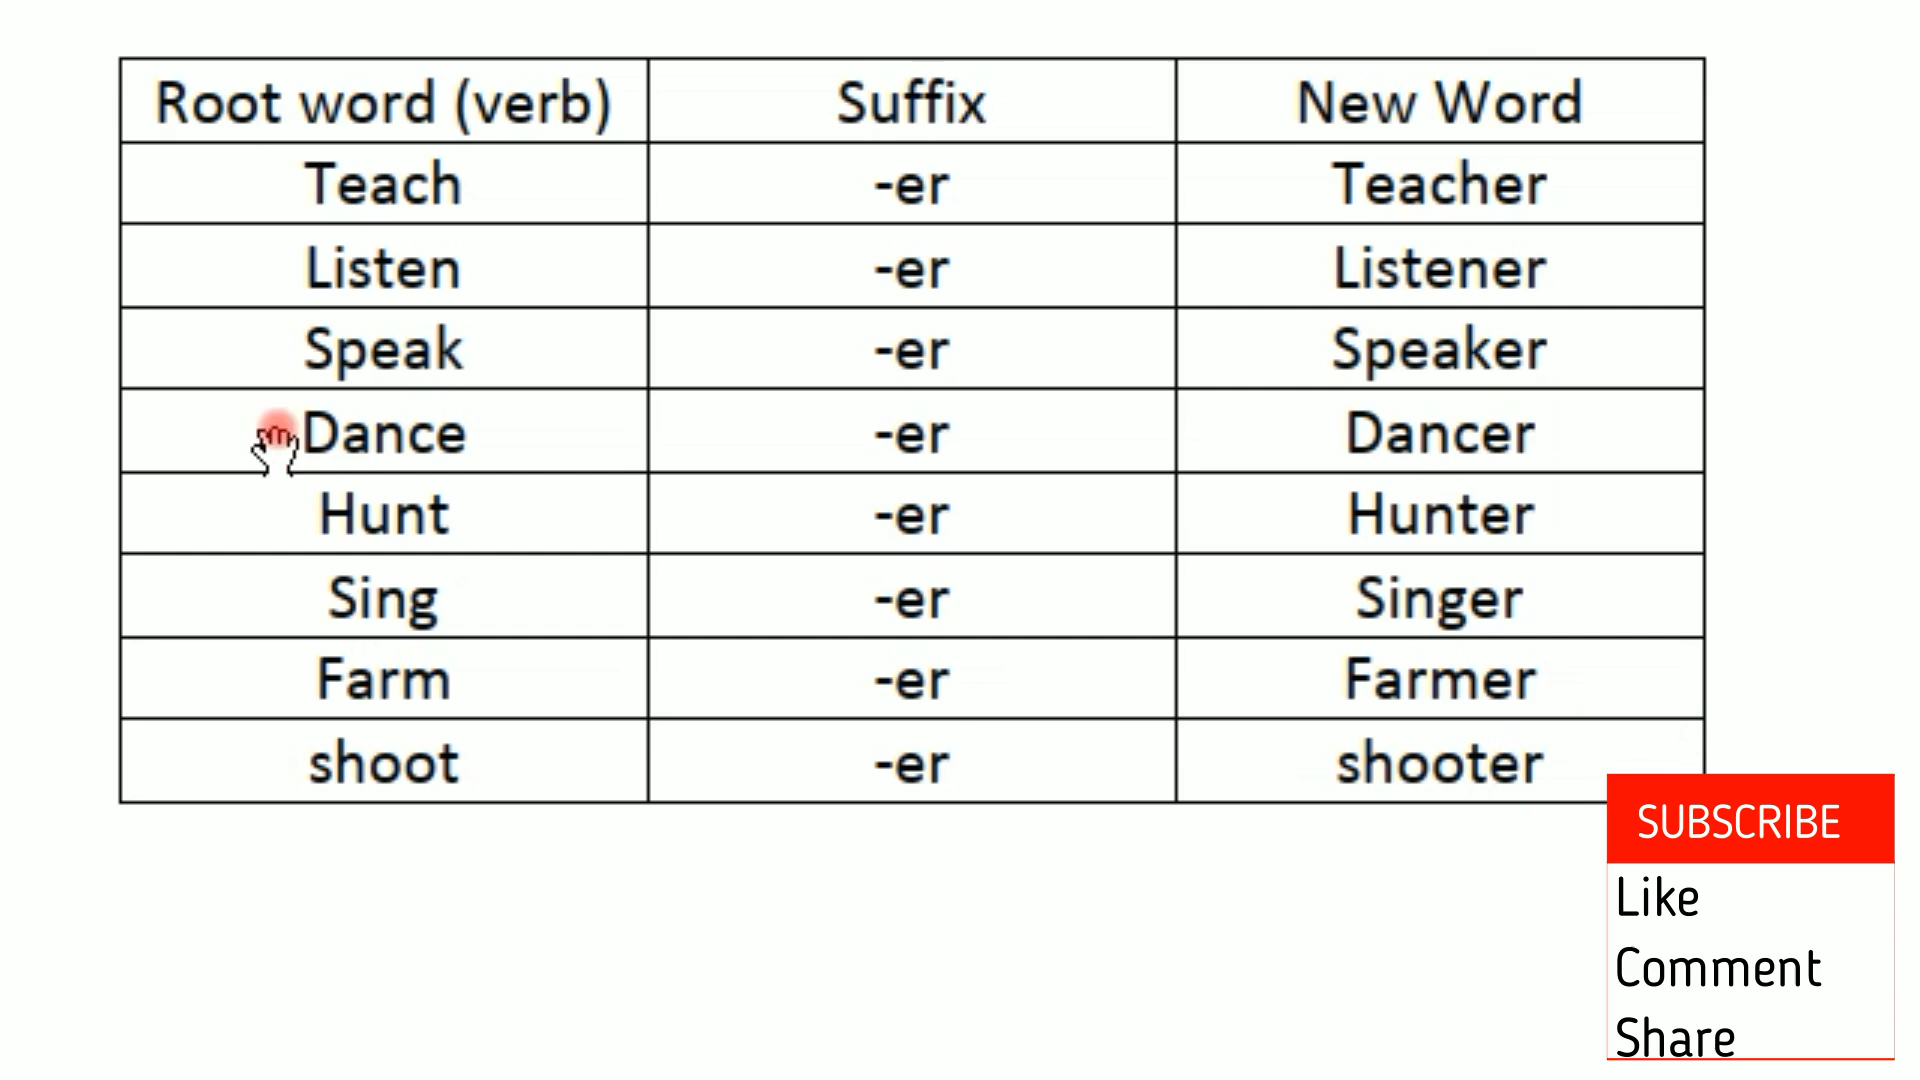 Root word (verb) Suffix New Word
Teach -er Teacher
Listen -er Listener
Speak -er Speaker
Dance -er Dancer
Hunt -er Hunter
Sing -er Singer
Farm -er Farmer
shoot -er shooter
SUBSCRIBE
Like
Comment
Share